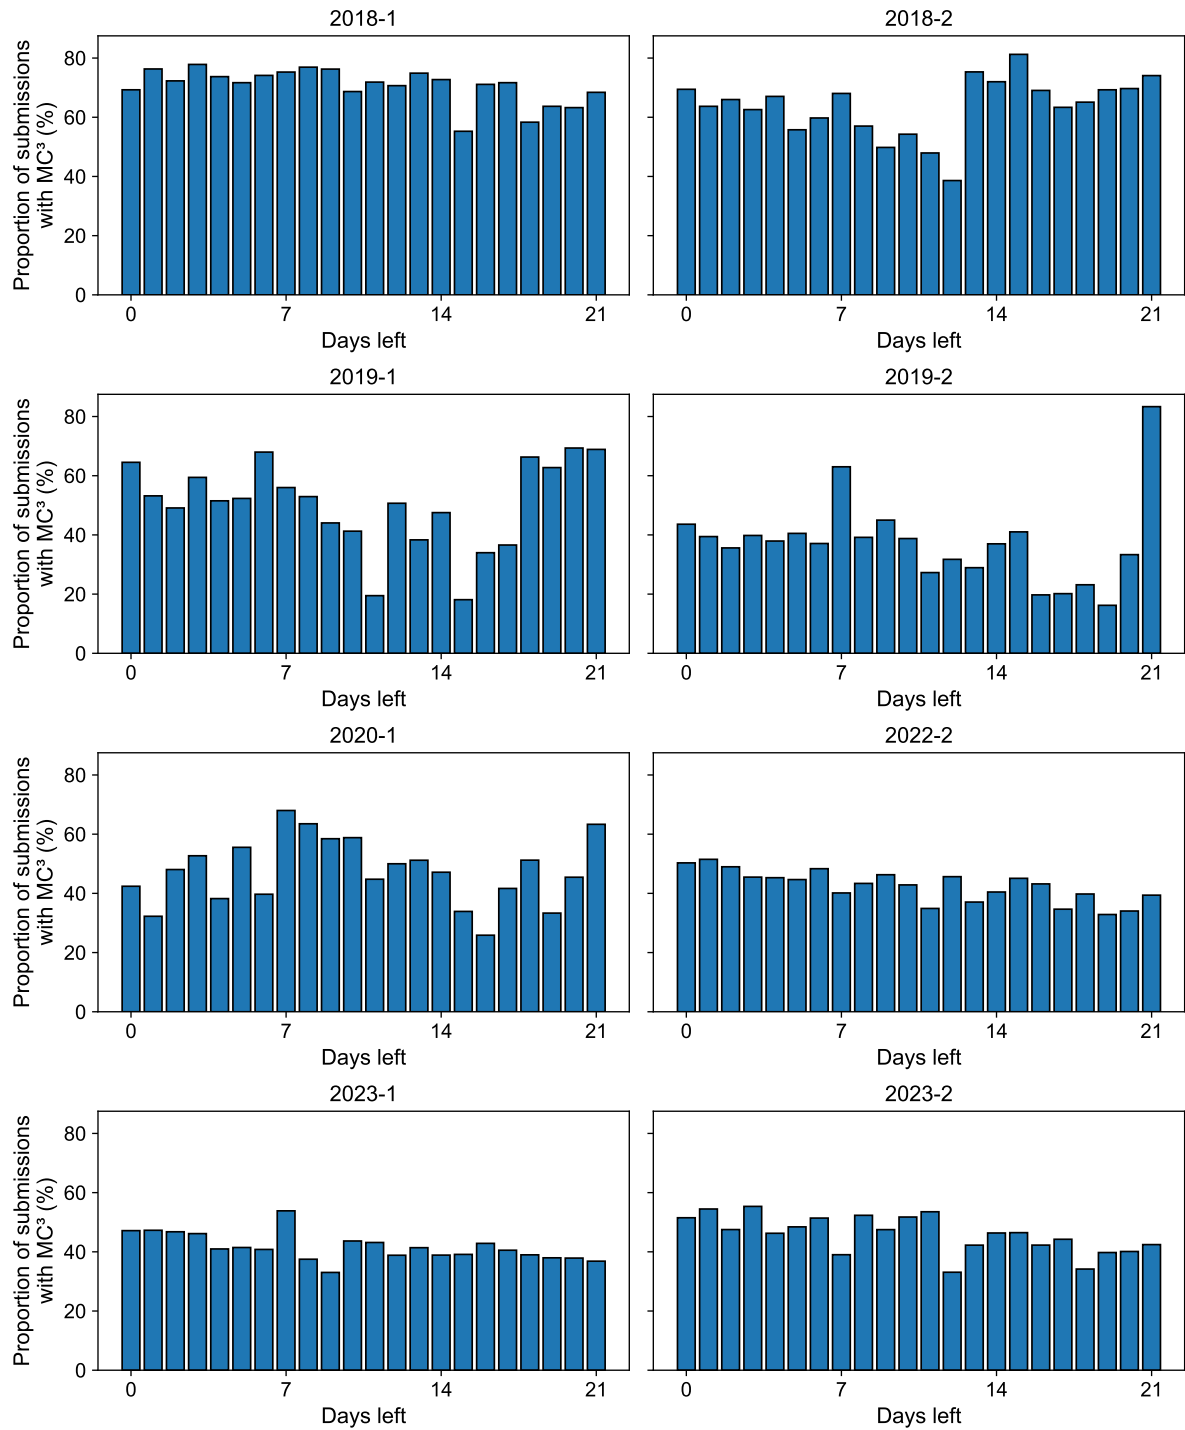 2018-1
Proportion of submissions
with MC³ (%)
80
60
40
20
0
0 7 14 21
Days left
2018-2
0 7 14 21
Days left
2019-1
Proportion of submissions
with MC³ (%)
80
60
40
20
0
0 7 14 21
Days left
2019-2
0 7 14 21
Days left
2020-1
Proportion of submissions
with MC³ (%)
80
60
40
20
0
0 7 14 21
Days left
2022-2
0 7 14 21
Days left
2023-1
Proportion of submissions
with MC³ (%)
80
60
40
20
0
0 7 14 21
Days left
2023-2
0 7 14 21
Days left